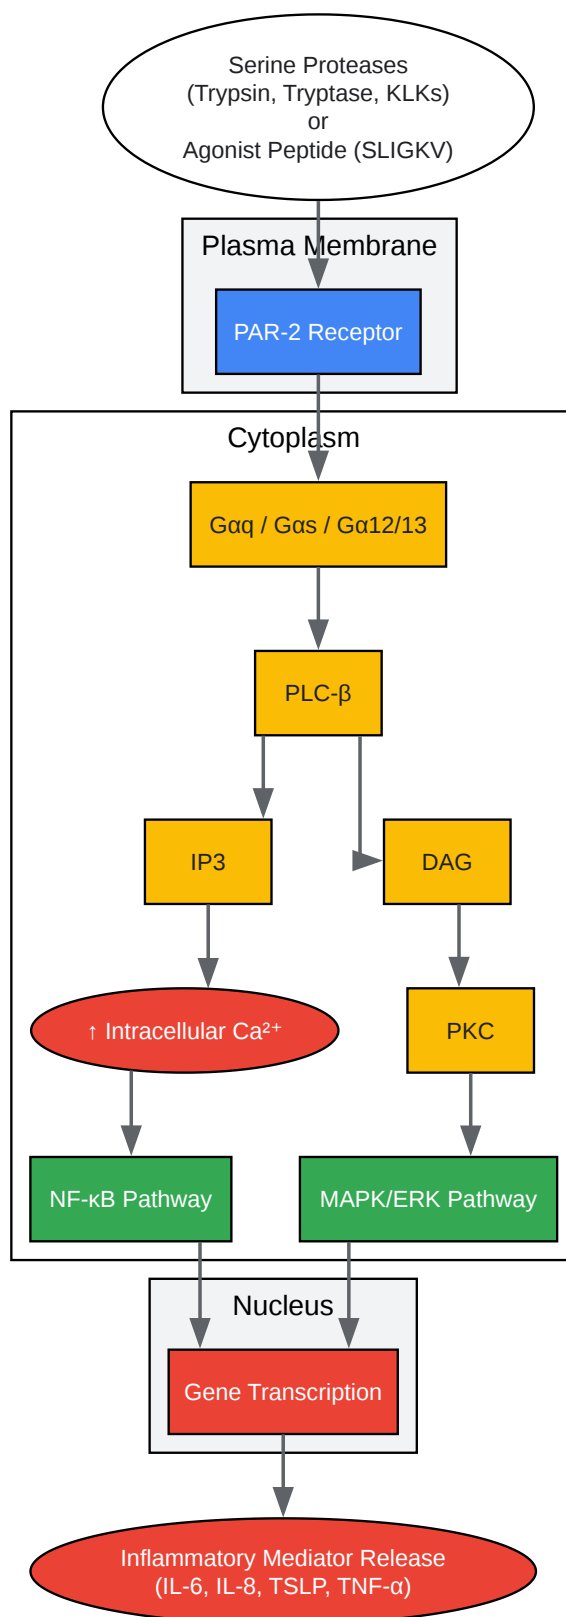 Serine Proteases
(Trypsin, Tryptase, KLKs)
or
Agonist Peptide (SLIGKV)
Plasma Membrane
PAR-2 Receptor
Cytoplasm
Gαq / Gαs / Gα12/13
PLC-β
IP3
DAG
↑ Intracellular Ca²⁺
PKC
NF-κB Pathway
MAPK/ERK Pathway
Nucleus
Gene Transcription
Inflammatory Mediator Release
(IL-6, IL-8, TSLP, TNF-α)